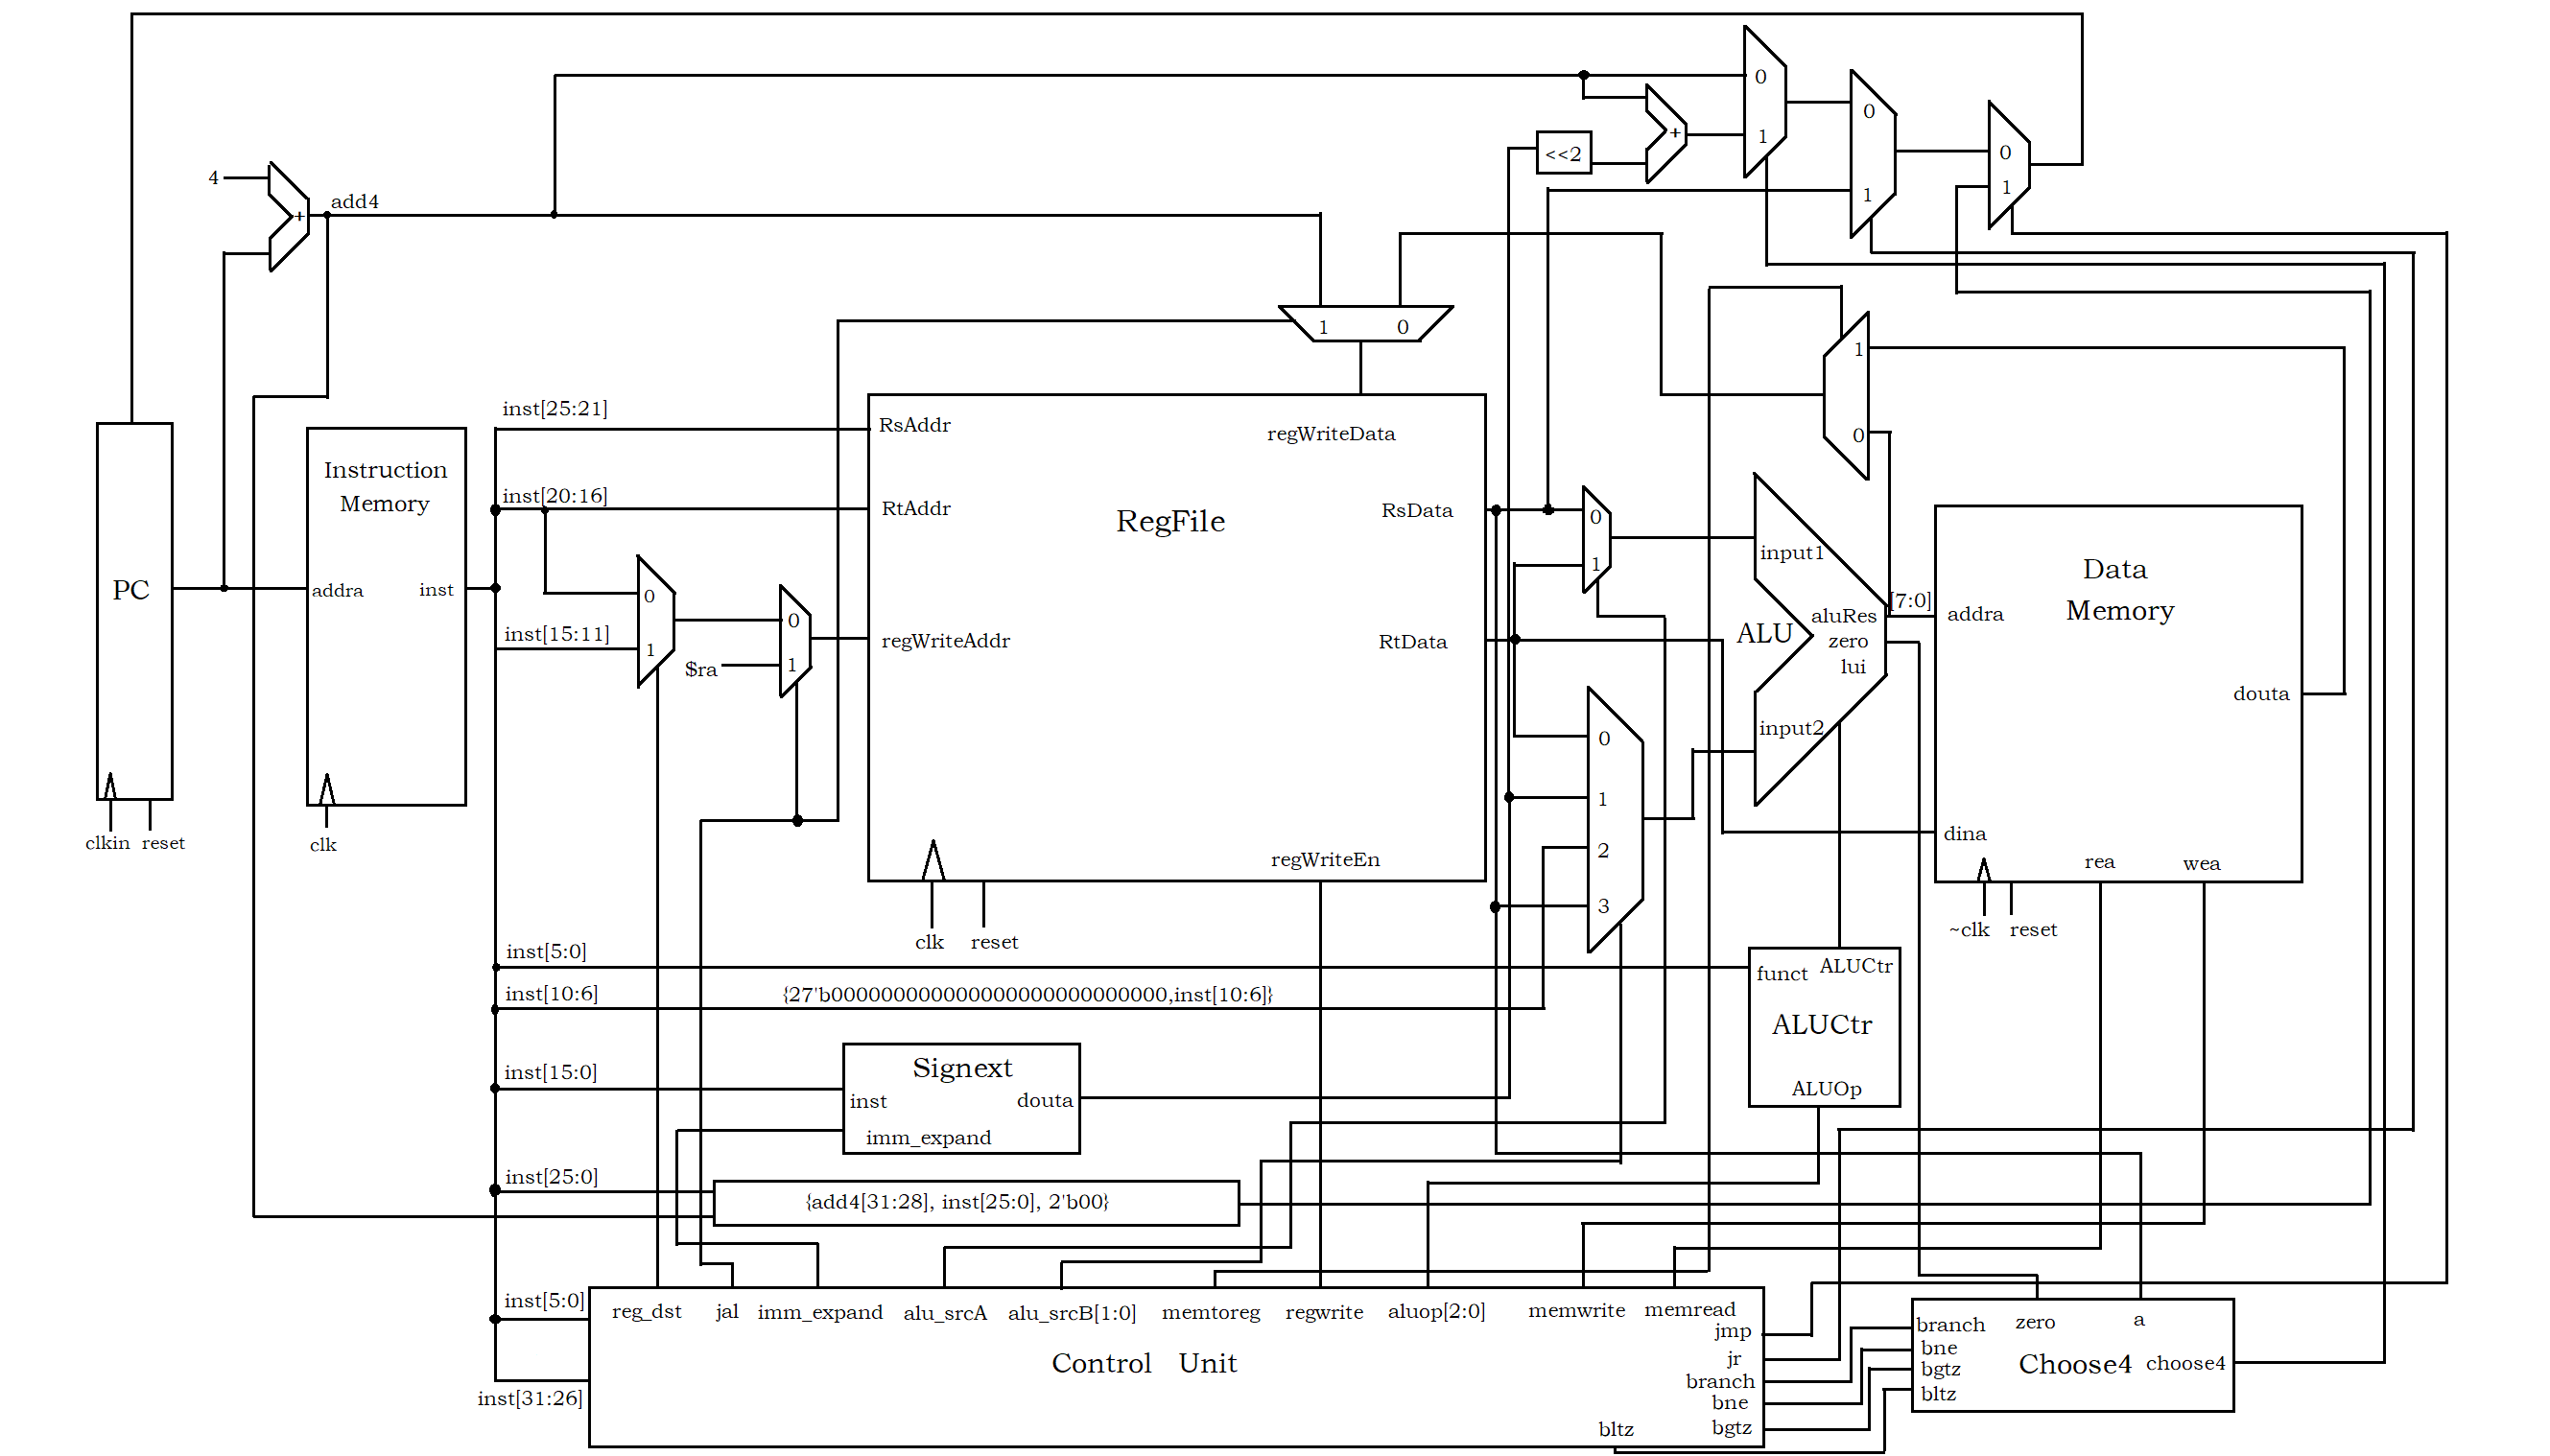 0
0
1
+
<<2
0
1
0
1
4
+
add4
1
0
1
0
inst[25:21]
RsAddr
regWriteData
Instruction
Memory
inst[20:16]
RtAddr
RegFile
RsData
0
1
input1
Data
Memory
PC
addra
inst
0
1
inst[15:11]
$ra
0
1
regWriteAddr
RtData
ALU
aluRes
zero
lui
[7:0]
addra
douta
input2
0
1
2
3
dina
rea
wea
clkin
reset
clk
regWriteEn
clk
reset
~clk
reset
inst[5:0]
funct
ALUCtr
inst[10:6]
{27'b000000000000000000000000000,inst[10:6]}
ALUCtr
ALUOp
inst[15:0]
Signext
inst
douta
imm_expand
inst[25:0]
{add4[31:28], inst[25:0], 2'b00}
inst[5:0]
reg_dst
jal
imm_expand
alu_srcA
alu_srcB[1:0]
memtoreg
regwrite
aluop[2:0]
memwrite
memread
jmp
jr
branch
bne
bgtz
bltz
Control Unit
inst[31:26]
branch
bne
bgtz
bltz
zero
a
Choose4
choose4